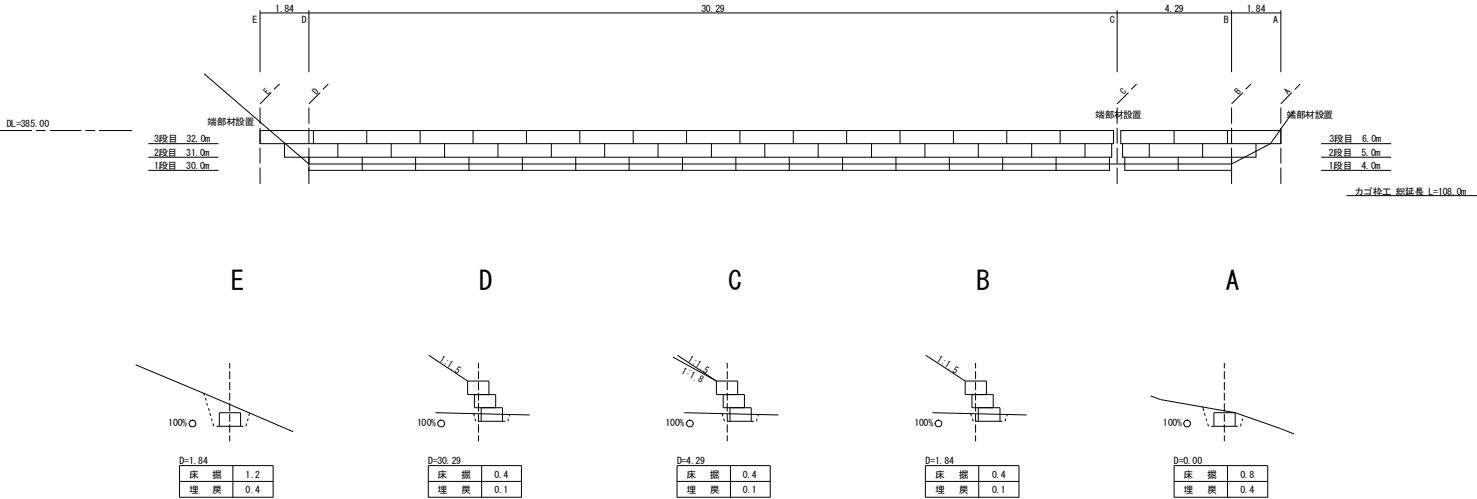 1.84 30.29 4.29 1.84
E D C B A
E D C B A
端部材設置 端部材設置 端部材設置
DL=385.00
3段目 32.0m
2段目 31.0m
1段目 30.0m
3段目 6.0m
2段目 5.0m
1段目 4.0m
カゴ枠工 総延長 L=108.0m
E D C B A
1:1.5
1:1.5
1:1.8
1:1.5
100% 100% 100% 100% 100%
D=1.84
床 掘 1.2
埋 戻 0.4
D=30.29
床 掘 0.4
埋 戻 0.1
D=4.29
床 掘 0.4
埋 戻 0.1
D=1.84
床 掘 0.4
埋 戻 0.1
D=0.00
床 掘 0.8
埋 戻 0.4